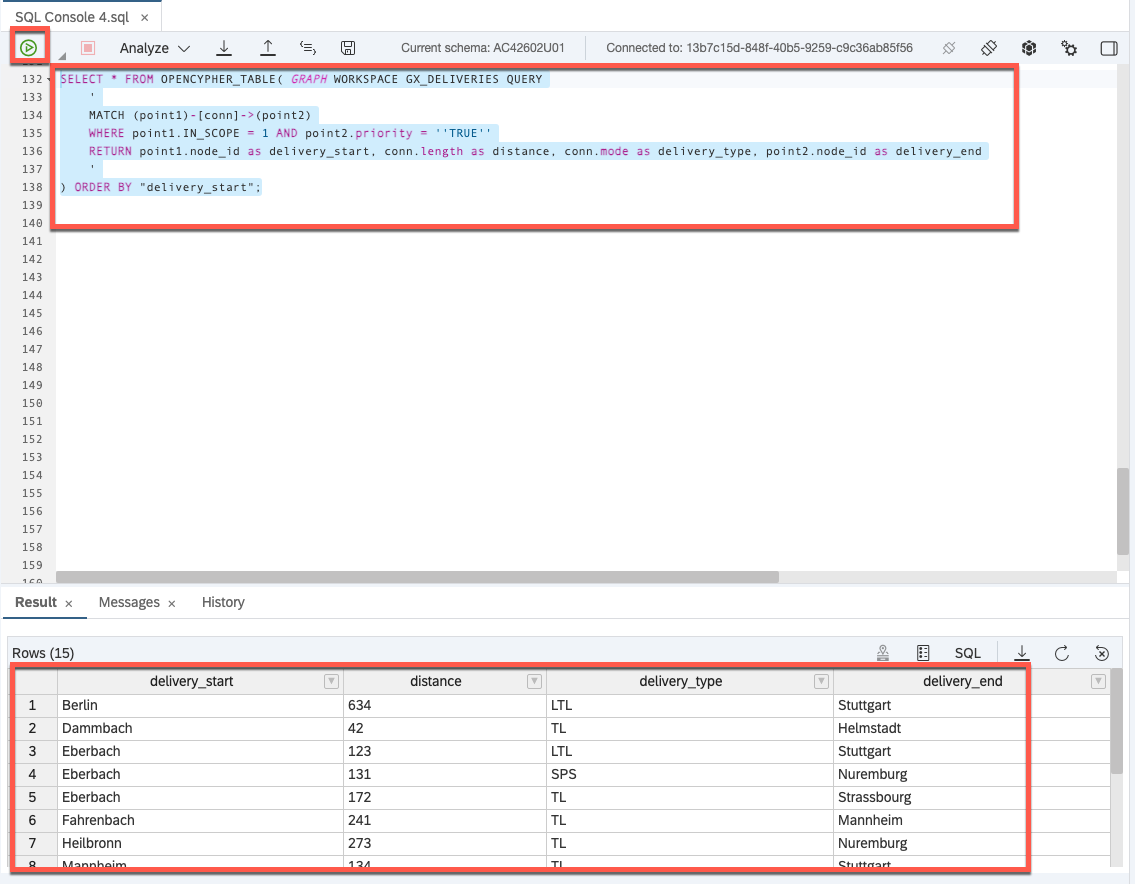 SQL Console 4.sql ×
Analyze Current schema: AC42602U01 Connected to: 13b7c15d-848f-40b5-9259-c9c36ab85f56
132 SELECT * FROM OPENCYPHER_TABLE( GRAPH WORKSPACE GX_DELIVERIES QUERY
133 '
134 MATCH (point1)-[conn]->(point2)
135 WHERE point1.IN_SCOPE = 1 AND point2.priority = ''TRUE''
136 RETURN point1.node_id as delivery_start, conn.length as distance, conn.mode as delivery_type, point2.node_id as delivery_end
137 '
138 ) ORDER BY "delivery_start";
139
140
141
142
143
144
145
146
147
148
149
150
151
152
153
154
155
156
157
158
159
160
Result × Messages × History
Rows (15) SQL
delivery_start distance delivery_type delivery_end
1 Berlin 634 LTL Stuttgart
2 Dammbach 42 TL Helmstadt
3 Eberbach 123 LTL Stuttgart
4 Eberbach 131 SPS Nuremburg
5 Eberbach 172 TL Strassbourg
6 Fahrenbach 241 TL Mannheim
7 Heilbronn 273 TL Nuremburg
8 Mannheim 134 TL Stuttgart